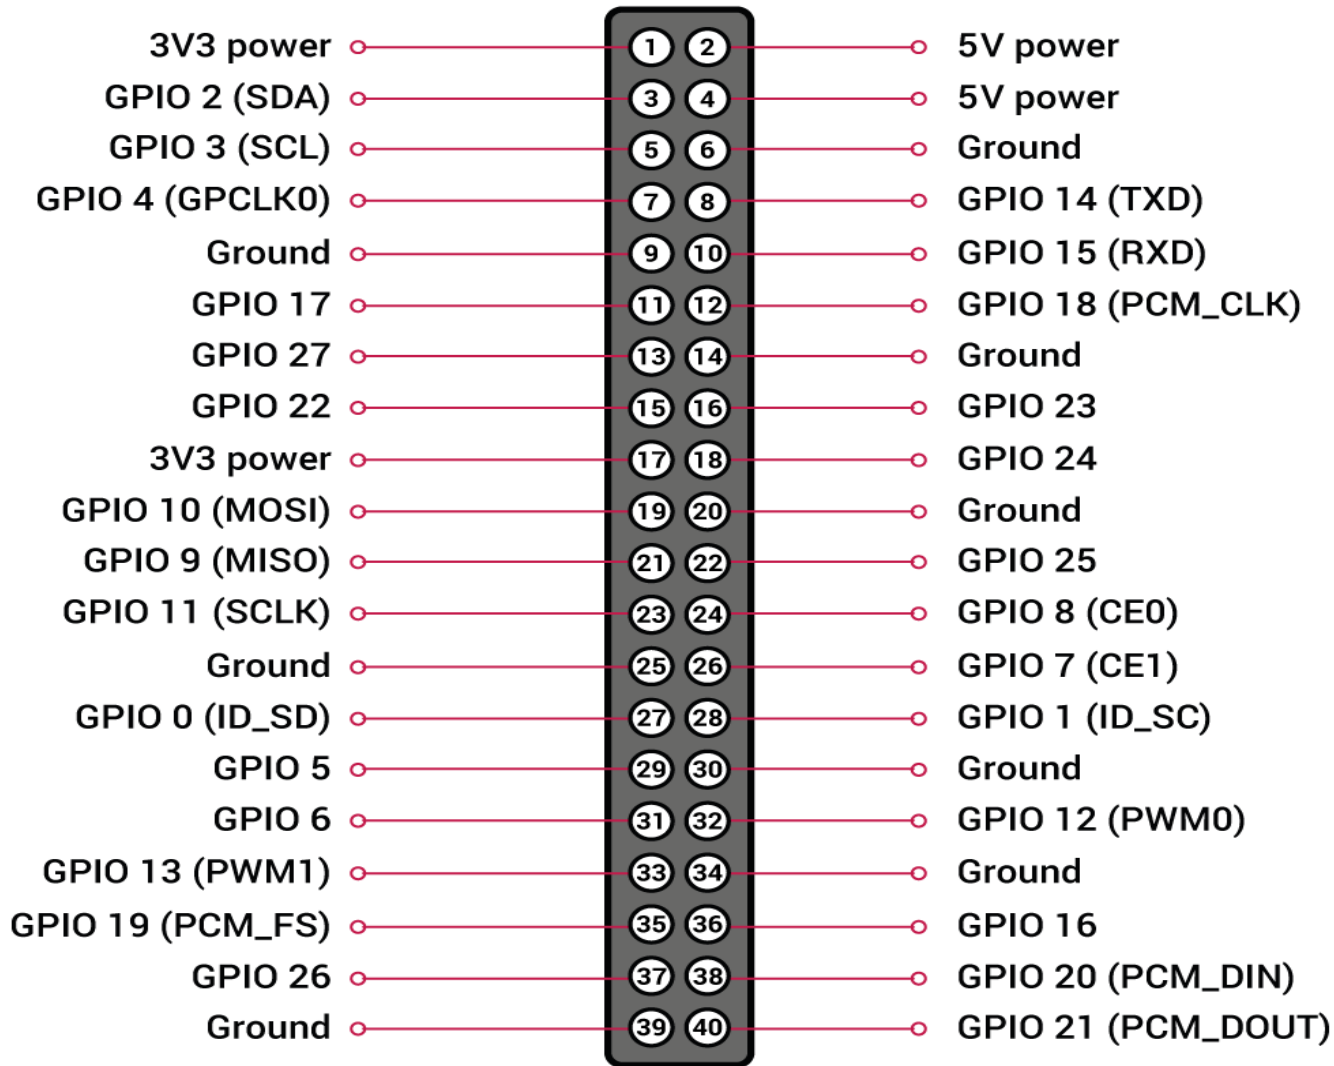 3V3 power 1 2 5V power
GPIO 2 (SDA) 3 4 5V power
GPIO 3 (SCL) 5 6 Ground
GPIO 4 (GPCLK0) 7 8 GPIO 14 (TXD)
Ground 9 10 GPIO 15 (RXD)
GPIO 17 11 12 GPIO 18 (PCM_CLK)
GPIO 27 13 14 Ground
GPIO 22 15 16 GPIO 23
3V3 power 17 18 GPIO 24
GPIO 10 (MOSI) 19 20 Ground
GPIO 9 (MISO) 21 22 GPIO 25
GPIO 11 (SCLK) 23 24 GPIO 8 (CE0)
Ground 25 26 GPIO 7 (CE1)
GPIO 0 (ID_SD) 27 28 GPIO 1 (ID_SC)
GPIO 5 29 30 Ground
GPIO 6 31 32 GPIO 12 (PWM0)
GPIO 13 (PWM1) 33 34 Ground
GPIO 19 (PCM_FS) 35 36 GPIO 16
GPIO 26 37 38 GPIO 20 (PCM_DIN)
Ground 39 40 GPIO 21 (PCM_DOUT)